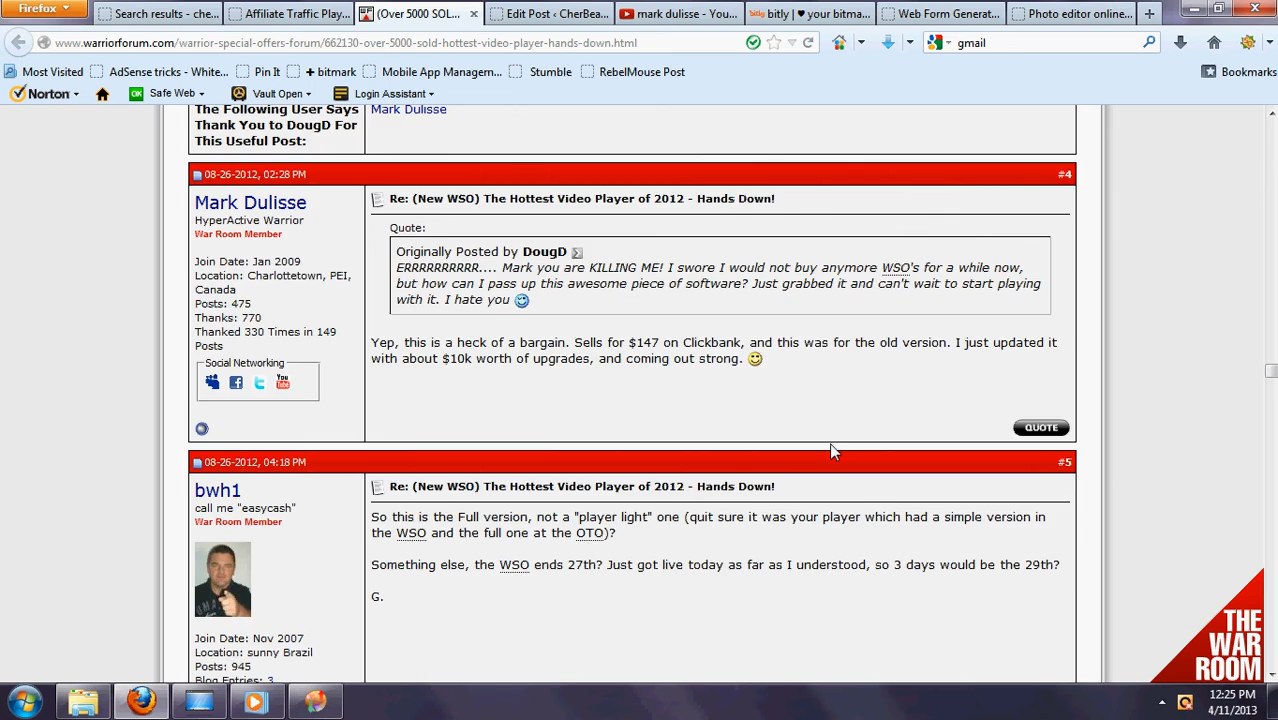 Firefox
Search results - che...
Affiliate Traffic Play...
(Over 5000 SOL...
Edit Post ‹ CherBea...
mark dulisse - You...
bitly | ♥ your bitma...
Web Form Generat...
Photo editor online...
www.warriorforum.com/warrior-special-offers-forum/662130-over-5000-sold-hottest-video-player-hands-down.html
gmail
Most Visited
AdSense tricks - White...
Pin It
+ bitmark
Mobile App Managem...
Stumble
RebelMouse Post
Bookmarks
Norton
Safe Web
Vault Open
Login Assistant
The Following User Says
Thank You to DougD For
This Useful Post:
Mark Dulisse
08-26-2012, 02:28 PM
#4
Mark Dulisse
HyperActive Warrior
War Room Member
Join Date: Jan 2009
Location: Charlottetown, PEI,
Canada
Posts: 475
Thanks: 770
Thanked 330 Times in 149
Posts
Social Networking
Re: (New WSO) The Hottest Video Player of 2012 - Hands Down!
Quote:
Originally Posted by DougD
ERRRRRRRRR.... Mark you are KILLING ME! I swore I would not buy anymore WSO's for a while now,
but how can I pass up this awesome piece of software? Just grabbed it and can't wait to start playing
with it. I hate you
Yep, this is a heck of a bargain. Sells for $147 on Clickbank, and this was for the old version. I just updated it
with about $10k worth of upgrades, and coming out strong.
QUOTE
08-26-2012, 04:18 PM
#5
bwh1
call me "easycash"
War Room Member
Join Date: Nov 2007
Location: sunny Brazil
Posts: 945
Blog Entries: 3
Re: (New WSO) The Hottest Video Player of 2012 - Hands Down!
So this is the Full version, not a "player light" one (quit sure it was your player which had a simple version in
the WSO and the full one at the OTO)?
Something else, the WSO ends 27th? Just got live today as far as I understood, so 3 days would be the 29th?
G.
THE
WAR
ROOM
12:25 PM
4/11/2013